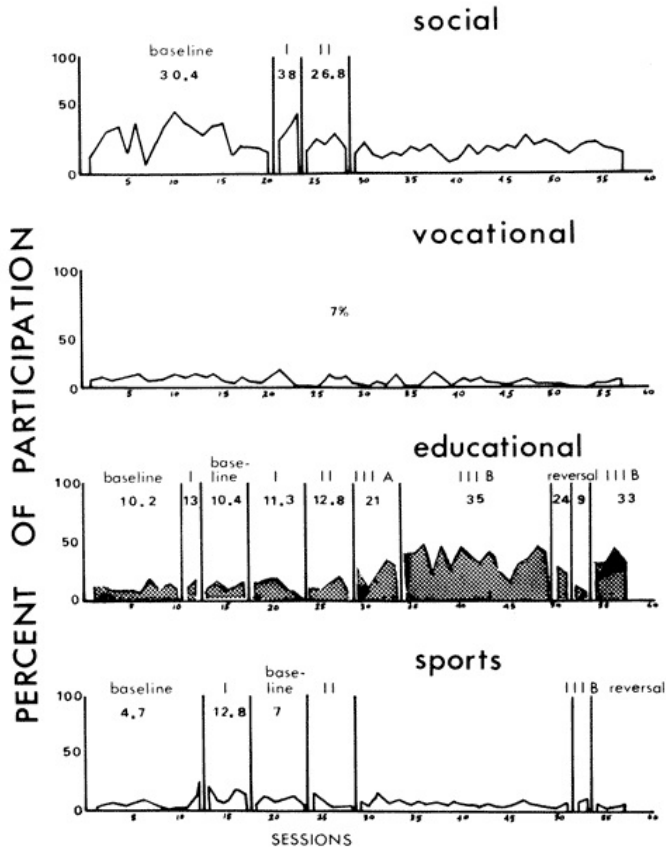 social
baseline I II
100
30.4 38 26.8
50
0
5 10 15 20 25 30 35 40 45 50 55 60
vocational
100
7%
50
0
5 10 15 20 25 30 35 40 45 50 55 60
educational
baseline I base-line I II III A III B reversal III B
100
10.2 13 10.4 11.3 12.8 21 35 24 9 33
50
0
5 10 15 20 25 30 35 40 45 50 55 60
sports
baseline I base-line II III B reversal
100
4.7 12.8 7
50
0
5 10 15 20 25 30 35 40 45 50 55 60
SESSIONS
PERCENT OF PARTICIPATION